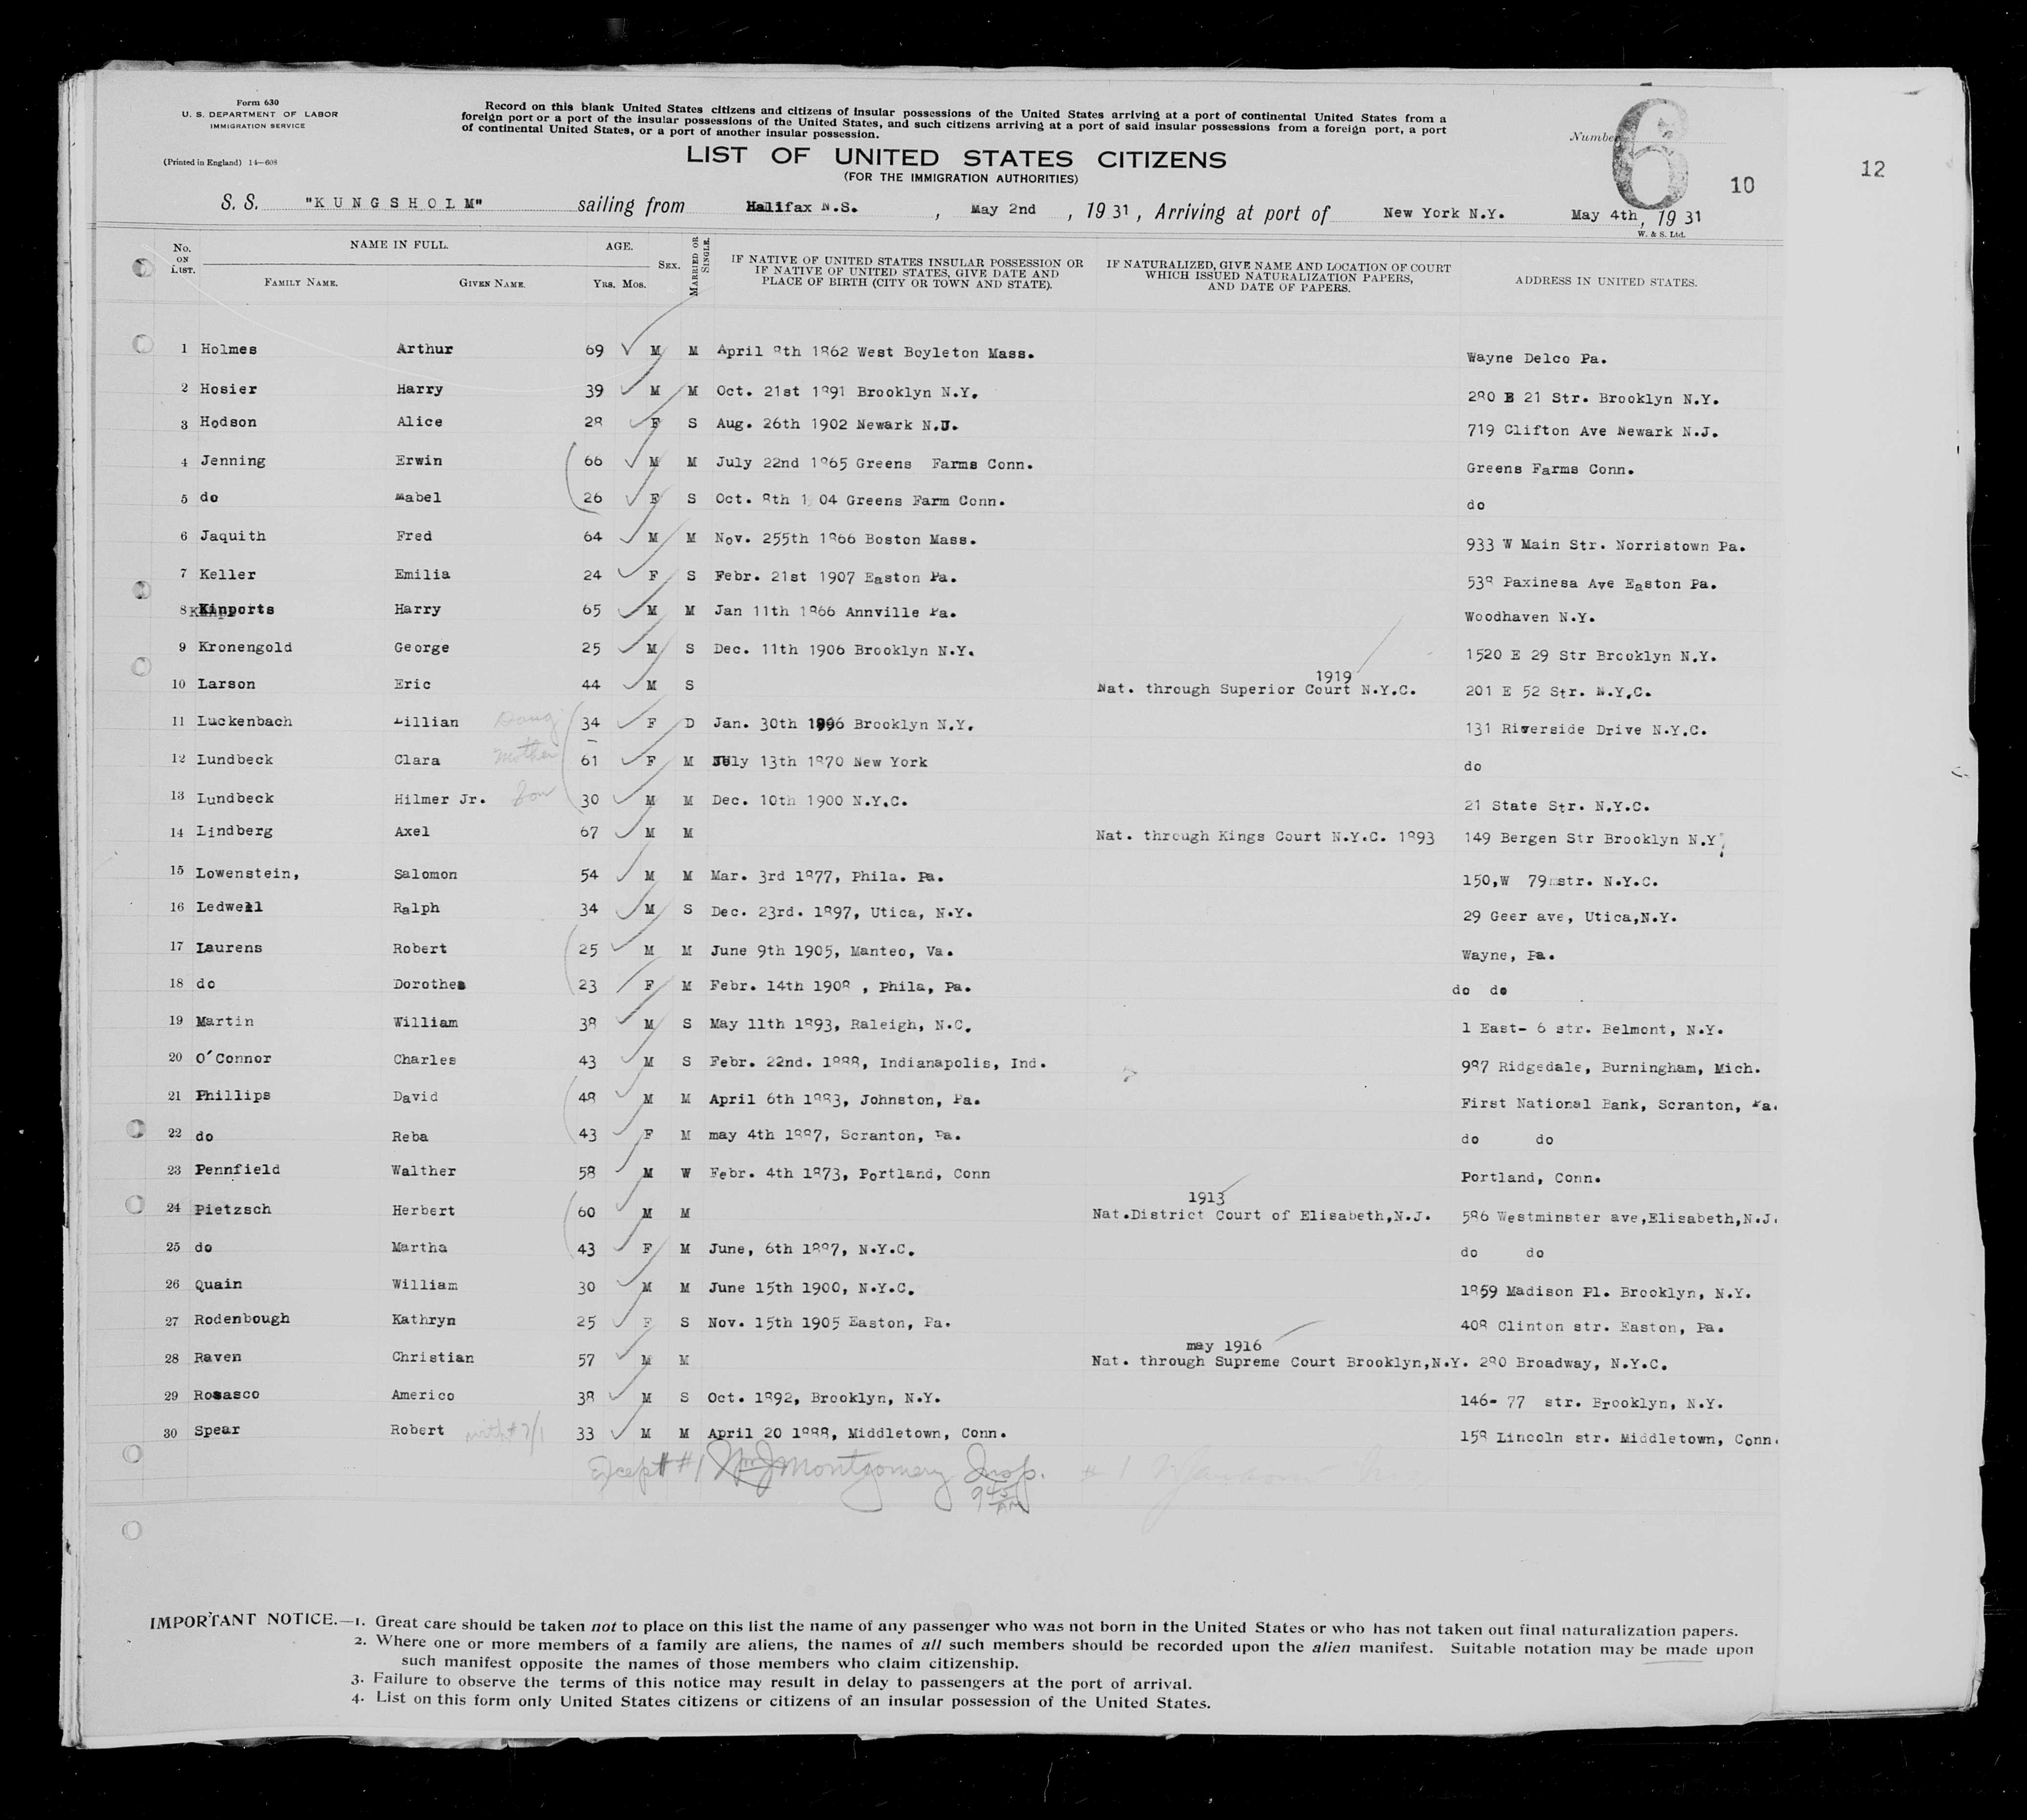 Form 630
U. S. DEPARTMENT OF LABOR
IMMIGRATION SERVICE
(Printed in England) 14—608
Record on this blank United States citizens and citizens of insular possessions of the United States arriving at a port of continental United States from a
foreign port or a port of the insular possessions of the United States, and such citizens arriving at a port of said insular possessions from a foreign port, a port
of continental United States, or a port of another insular possession.
Number 6
10
12
LIST OF UNITED STATES CITIZENS
(FOR THE IMMIGRATION AUTHORITIES)
S. S. "KUNGSHOLM" sailing from Halifax N.S. , May 2nd , 19 31 , Arriving at port of New York N.Y. May 4th, 19 31
W. & S. Ltd.
No. ON LIST. NAME IN FULL. AGE. SEX. MARRIED OR SINGLE. IF NATIVE OF UNITED STATES INSULAR POSSESSION OR IF NATIVE OF UNITED STATES, GIVE DATE AND PLACE OF BIRTH (CITY OR TOWN AND STATE). IF NATURALIZED, GIVE NAME AND LOCATION OF COURT WHICH ISSUED NATURALIZATION PAPERS, AND DATE OF PAPERS. ADDRESS IN UNITED STATES.
FAMILY NAME. GIVEN NAME. YRS. MOS.
1 Holmes Arthur 69 M M April 8th 1862 West Boyleton Mass. Wayne Delco Pa.
2 Hosier Harry 39 M M Oct. 21st 1891 Brooklyn N.Y. 280 E 21 Str. Brooklyn N.Y.
3 Hodson Alice 28 F S Aug. 26th 1902 Newark N.J. 719 Clifton Ave Newark N.J.
4 Jenning Erwin 66 M M July 22nd 1865 Greens Farms Conn. Greens Farms Conn.
5 do Mabel 26 F S Oct. 8th 1 04 Greens Farm Conn. do
6 Jaquith Fred 64 M M Nov. 255th 1866 Boston Mass. 933 W Main Str. Norristown Pa.
7 Keller Emilia 24 F S Febr. 21st 1907 Easton Pa. 538 Paxinesa Ave Easton Pa.
8 Kinports Harry 65 M M Jan 11th 1866 Annville Pa. Woodhaven N.Y.
9 Kronengold George 25 M S Dec. 11th 1906 Brooklyn N.Y. 1520 E 29 Str Brooklyn N.Y.
1919
10 Larson Eric 44 M S Nat. through Superior Court N.Y.C. 201 E 52 Str. N.Y.C.
11 Luckenbach Lillian Daug 34 F D Jan. 30th 1896 Brooklyn N.Y. 131 Riverside Drive N.Y.C.
12 Lundbeck Clara Mother 61 F M July 13th 1870 New York do
13 Lundbeck Hilmer Jr. Son 30 M M Dec. 10th 1900 N.Y.C. 21 State Str. N.Y.C.
14 Lindberg Axel 67 M M Nat. through Kings Court N.Y.C. 1893 149 Bergen Str Brooklyn N.Y.
15 Lowenstein, Salomon 54 M M Mar. 3rd 1877, Phila. Pa. 150,W 79 str. N.Y.C.
16 Ledwell Ralph 34 M S Dec. 23rd. 1897, Utica, N.Y. 29 Geer ave, Utica,N.Y.
17 Laurens Robert 25 M M June 9th 1905, Manteo, Va. Wayne, Pa.
18 do Dorothea 23 F M Febr. 14th 1908 , Phila, Pa. do do
19 Martin William 38 M S May 11th 1893, Raleigh, N.C. 1 East- 6 str. Belmont, N.Y.
20 O'Connor Charles 43 M S Febr. 22nd. 1888, Indianapolis, Ind. 987 Ridgedale, Burningham, Mich.
21 Phillips David 48 M M April 6th 1883, Johnston, Pa. First National Bank, Scranton, Pa.
22 do Reba 43 F M may 4th 1887, Scranton, Pa. do do
23 Pennfield Walther 58 M W Febr. 4th 1873, Portland, Conn Portland, Conn.
1913
24 Pietzsch Herbert 60 M M Nat.District Court of Elisabeth,N.J. 586 Westminster ave,Elisabeth,N.J.
25 do Martha 43 F M June, 6th 1887, N.Y.C. do do
26 Quain William 30 M M June 15th 1900, N.Y.C. 1859 Madison Pl. Brooklyn, N.Y.
27 Rodenbough Kathryn 25 F S Nov. 15th 1905 Easton, Pa. 408 Clinton str. Easton, Pa.
may 1916
28 Raven Christian 57 M M Nat. through Supreme Court Brooklyn,N.Y. 280 Broadway, N.Y.C.
29 Rosasco Americo 38 M S Oct. 1892, Brooklyn, N.Y. 146- 77 str. Brooklyn, N.Y.
30 Spear Robert with #7/1 33 M M April 20 1888, Middletown, Conn. 158 Lincoln str. Middletown, Conn.
Except #1 Wm J Montgomery Insp. # 1
9 45 AM
IMPORTANT NOTICE.—1. Great care should be taken not to place on this list the name of any passenger who was not born in the United States or who has not taken out final naturalization papers.
2. Where one or more members of a family are aliens, the names of all such members should be recorded upon the alien manifest. Suitable notation may be made upon
such manifest opposite the names of those members who claim citizenship.
3. Failure to observe the terms of this notice may result in delay to passengers at the port of arrival.
4. List on this form only United States citizens or citizens of an insular possession of the United States.